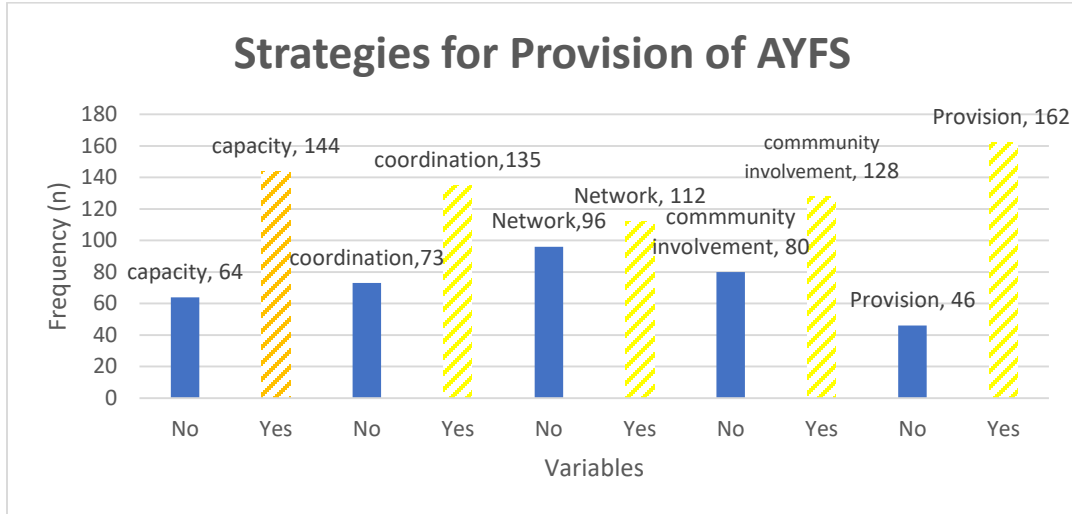 Strategies for Provision of AYFS
Frequency (n)
180
160
140
120
100
80
60
40
20
0
capacity, 64
capacity, 144
coordination,73
coordination,135
Network,96
Network, 112
commmunity
involvement, 80
commmunity
involvement, 128
Provision, 46
Provision, 162
No
Yes
No
Yes
No
Yes
No
Yes
No
Yes
Variables